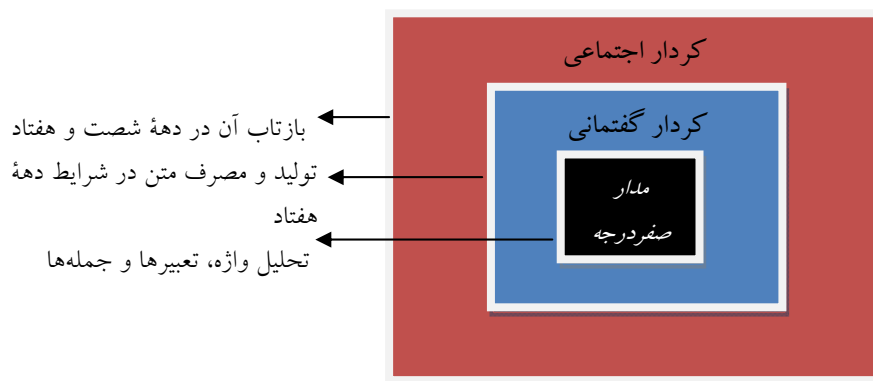 کردار اجتماعی
کردار گفتمانی
مدار
صفردرجه
بازتاب آن در دههٔ شصت و هفتاد
تولید و مصرف متن در شرایط دههٔ
هفتاد
تحلیل واژه، تعبیرها و جمله‌ها